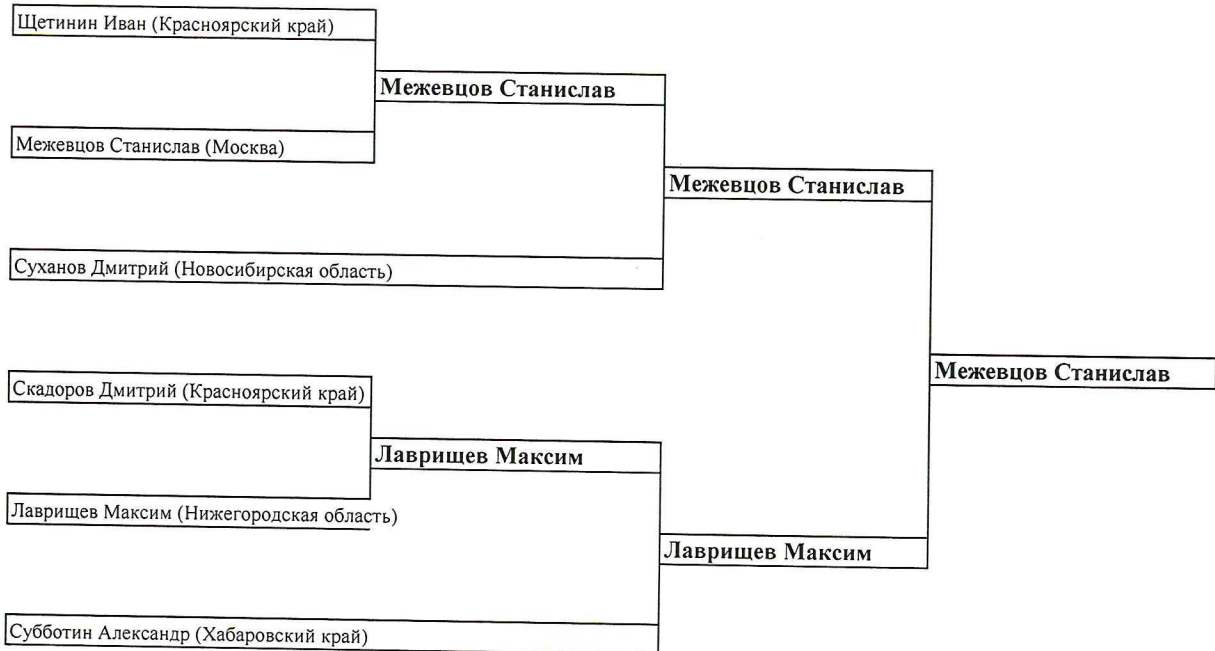 Щетинин Иван (Красноярский край)
Межевцов Станислав
Межевцов Станислав (Москва)
Межевцов Станислав
Суханов Дмитрий (Новосибирская область)
Межевцов Станислав
Скадоров Дмитрий (Красноярский край)
Лаврищев Максим
Лаврищев Максим (Нижегородская область)
Лаврищев Максим
Субботин Александр (Хабаровский край)